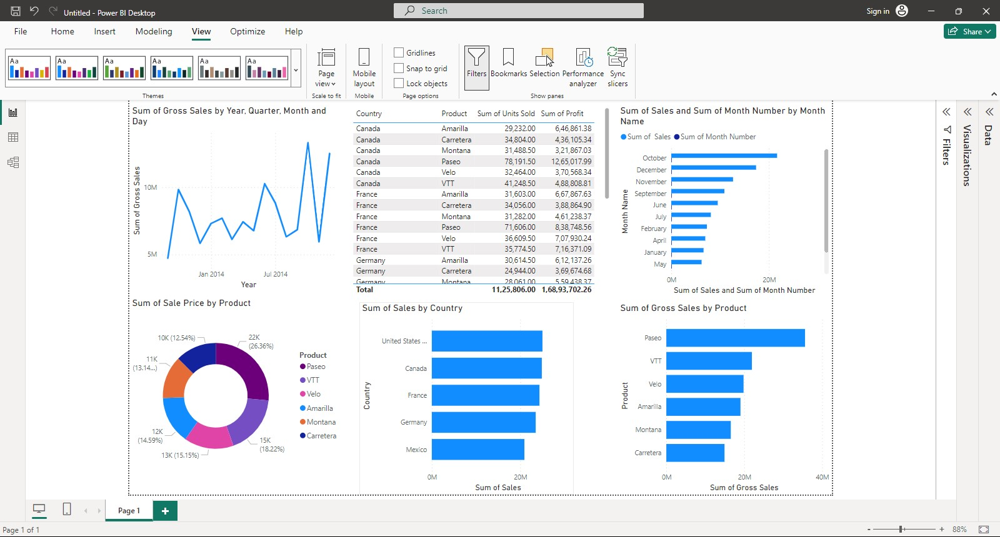 Untitled - Power BI Desktop
Search
Sign in
File Home Insert Modeling View Optimize Help
Share
Aa Aa Aa Aa Aa Aa
Themes
Page view
Scale to fit
Mobile layout
Mobile
Gridlines
Snap to grid
Lock objects
Page options
Filters
Bookmarks
Selection
Performance analyzer
Sync slicers
Show panes
Sum of Gross Sales by Year, Quarter, Month and
Day
Sum of Gross Sales
10M
5M
Jan 2014 Jul 2014
Year
Country Product Sum of Units Sold Sum of Profit
Canada Amarilla 29,232.00 6,46,861.38
Canada Carretera 34,804.00 4,36,105.34
Canada Montana 31,488.50 3,21,867.03
Canada Paseo 78,191.50 12,65,017.99
Canada Velo 32,464.00 3,70,568.34
Canada VTT 41,248.50 4,88,808.81
France Amarilla 31,603.00 6,67,867.63
France Carretera 34,056.00 3,88,864.90
France Montana 31,282.00 4,61,238.37
France Paseo 71,606.00 8,38,748.56
France Velo 36,609.50 7,07,930.24
France VTT 35,774.50 7,16,371.09
Germany Amarilla 30,614.50 6,12,137.26
Germany Carretera 24,944.00 3,69,674.68
Germany Montana 28,061.00 5,59,438.37
Total 11,25,806.00 1,68,93,702.26
Sum of Sales and Sum of Month Number by Month
Name
Sum of Sales Sum of Month Number
Month Name
October
December
November
September
June
July
February
April
January
May
0M 20M
Sum of Sales and Sum of Month Number
Sum of Sale Price by Product
10K (12.54%)
22K
(26.36%)
11K
(13.14...)
12K
(14.59%)
13K (15.15%)
15K
(18.22%)
Product
Paseo
VTT
Velo
Amarilla
Montana
Carretera
Sum of Sales by Country
Country
United States ...
Canada
France
Germany
Mexico
0M 20M
Sum of Sales
Sum of Gross Sales by Product
Product
Paseo
VTT
Velo
Amarilla
Montana
Carretera
0M 20M 40M
Sum of Gross Sales
Filters
Visualizations
Data
Page 1
Page 1 of 1
88%